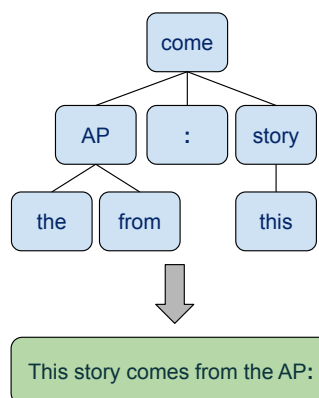 come
AP : story
the from this
This story comes from the AP: